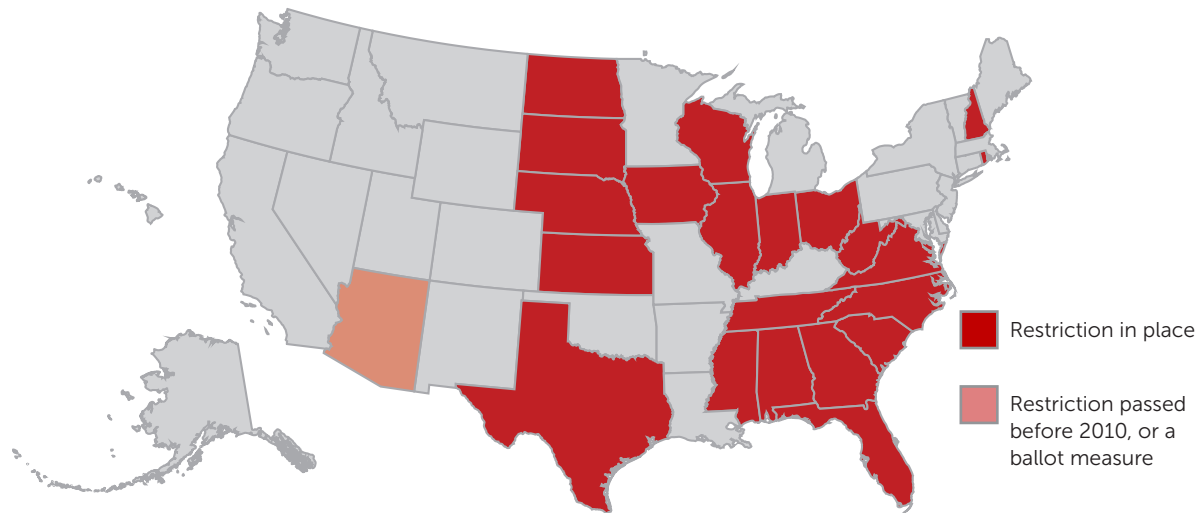 Restriction in place
Restriction passed
before 2010, or a
ballot measure